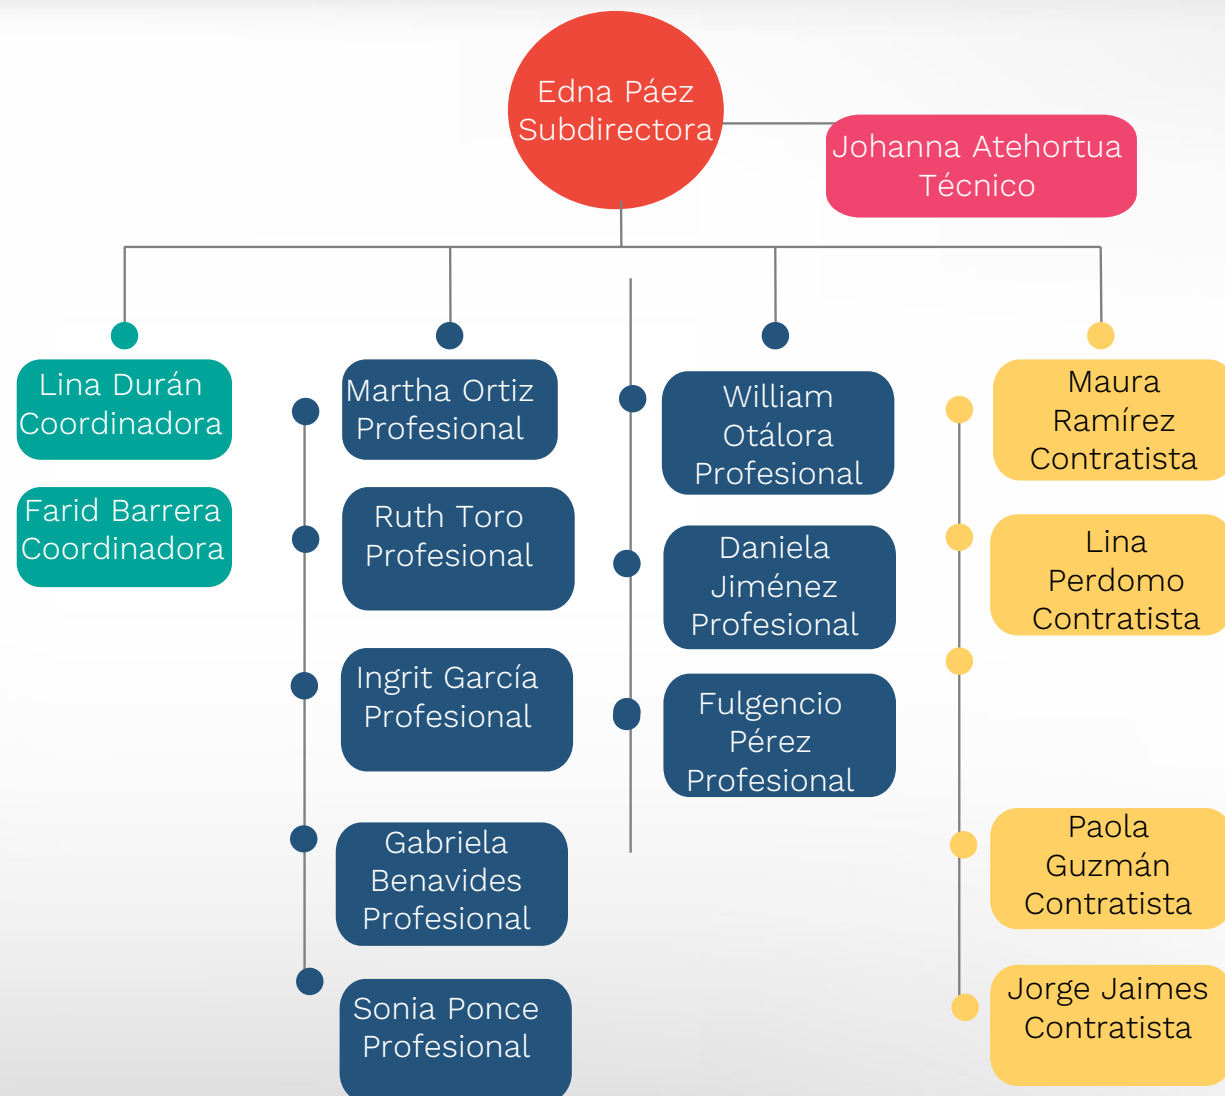 Edna Páez
Subdirectora
Johanna Atehortua
Técnico
Lina Durán
Coordinadora
Farid Barrera
Coordinadora
Martha Ortiz
Profesional
Ruth Toro
Profesional
Ingrit García
Profesional
Gabriela
Benavides
Profesional
Sonia Ponce
Profesional
William
Otálora
Profesional
Daniela
Jiménez
Profesional
Fulgencio
Pérez
Profesional
Maura
Ramírez
Contratista
Lina
Perdomo
Contratista
Paola
Guzmán
Contratista
Jorge Jaimes
Contratista